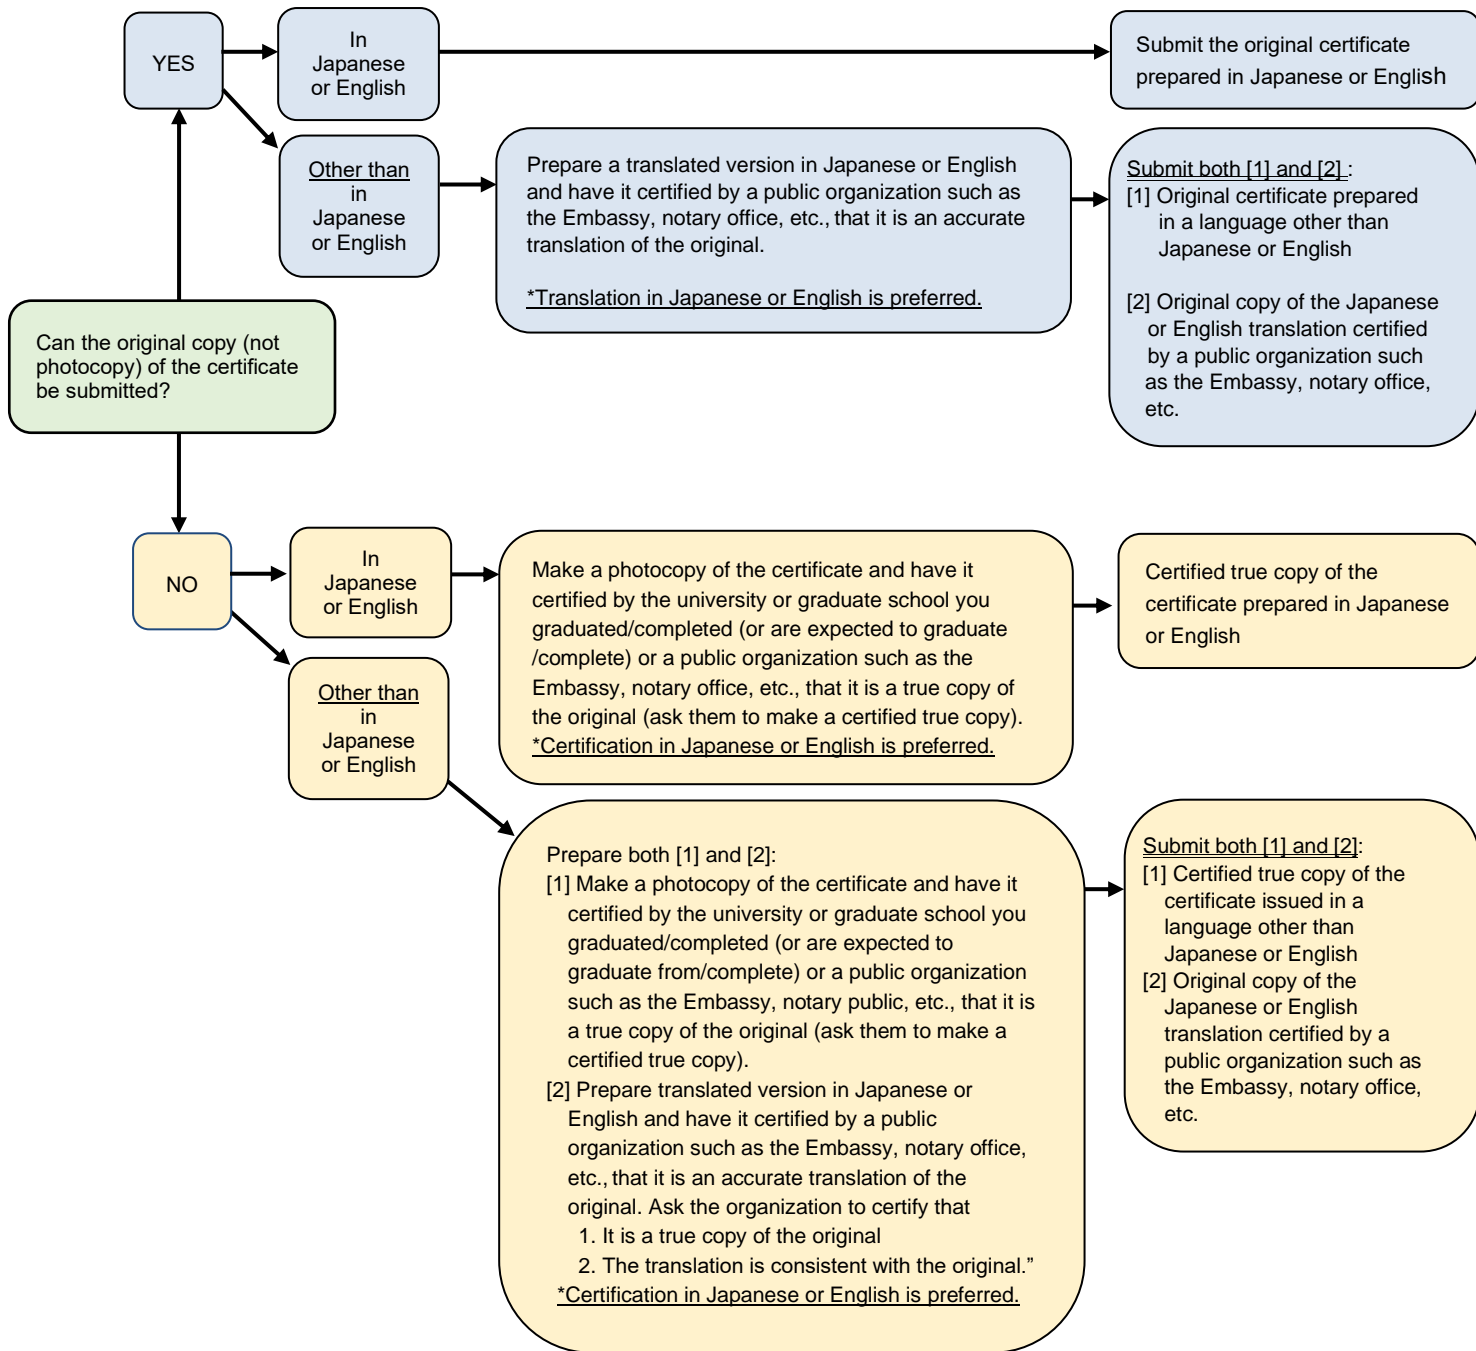 YES
In
Japanese
or English
Submit the original certificate
prepared in Japanese or English
Other than
in
Japanese
or English
Prepare a translated version in Japanese or English
and have it certified by a public organization such as
the Embassy, notary office, etc., that it is an accurate
translation of the original.
*Translation in Japanese or English is preferred.
Submit both [1] and [2] :
[1] Original certificate prepared
in a language other than
Japanese or English
[2] Original copy of the Japanese
or English translation certified
by a public organization such
as the Embassy, notary office,
etc.
Can the original copy (not
photocopy) of the certificate
be submitted?
NO
In
Japanese
or English
Make a photocopy of the certificate and have it
certified by the university or graduate school you
graduated/completed (or are expected to graduate
/complete) or a public organization such as the
Embassy, notary office, etc., that it is a true copy of
the original (ask them to make a certified true copy).
*Certification in Japanese or English is preferred.
Certified true copy of the
certificate prepared in Japanese
or English
Other than
in
Japanese
or English
Prepare both [1] and [2]:
[1] Make a photocopy of the certificate and have it
certified by the university or graduate school you
graduated/completed (or are expected to
graduate from/complete) or a public organization
such as the Embassy, notary public, etc., that it is
a true copy of the original (ask them to make a
certified true copy).
[2] Prepare translated version in Japanese or
English and have it certified by a public
organization such as the Embassy, notary office,
etc., that it is an accurate translation of the
original. Ask the organization to certify that
1. It is a true copy of the original
2. The translation is consistent with the original.”
*Certification in Japanese or English is preferred.
Submit both [1] and [2]:
[1] Certified true copy of the
certificate issued in a
language other than
Japanese or English
[2] Original copy of the
Japanese or English
translation certified by a
public organization such as
the Embassy, notary office,
etc.